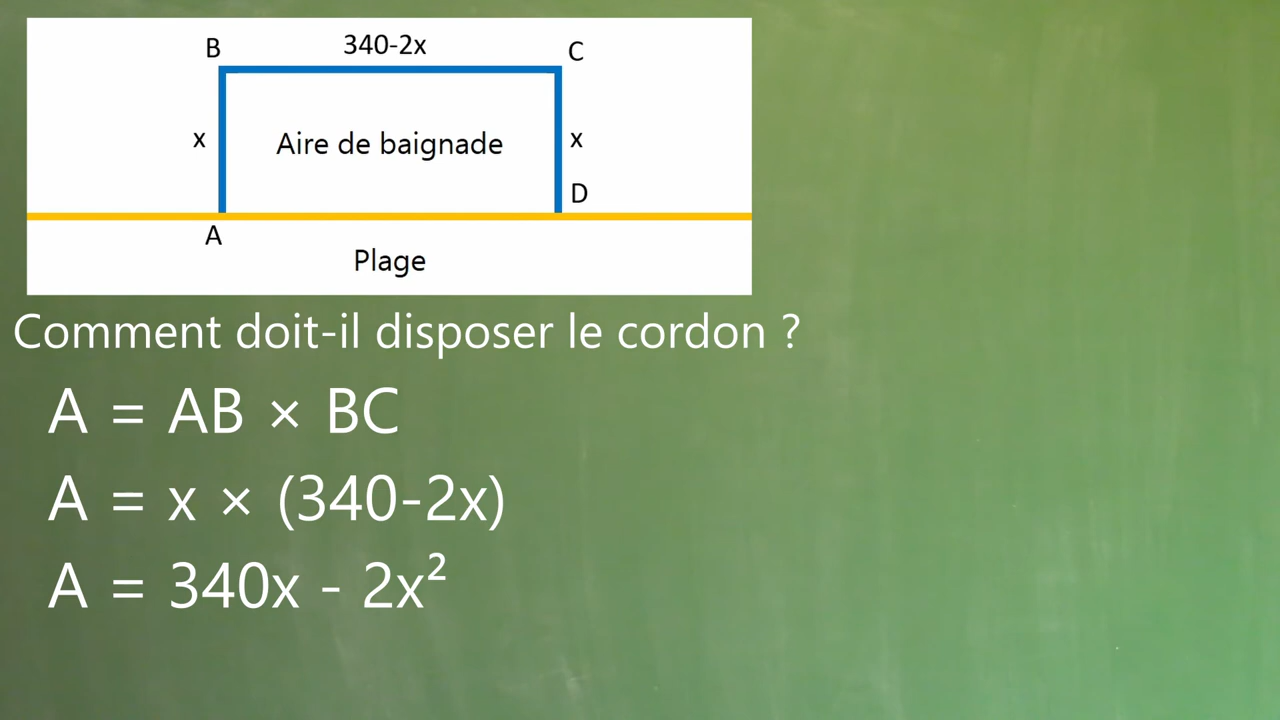 B 340-2x C
x Aire de baignade x
D
A
Plage
Comment doit-il disposer le cordon ?
A = AB × BC
A = x × (340-2x)
A = 340x - 2x²